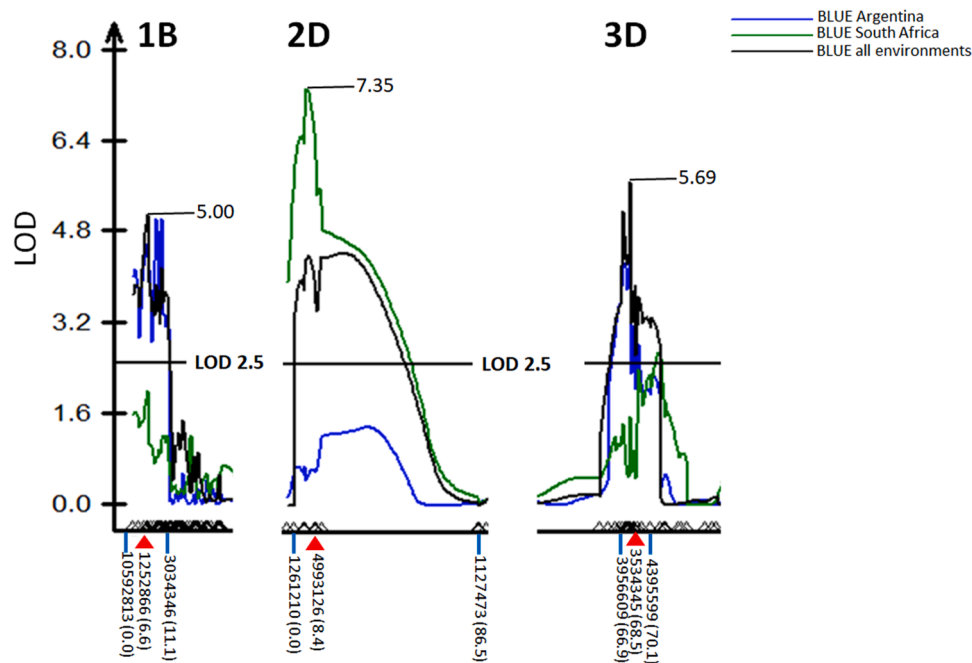 1B
2D
3D
BLUE Argentina
BLUE South Africa
BLUE all environments
8.0
6.4
4.8
3.2
1.6
0.0
LOD
7.35
5.69
5.00
LOD 2.5
LOD 2.5
10592813 (0.0)
1252866 (6.6)
3034346 (11.1)
1261210 (0.0)
4993126 (8.4)
1127473 (86.5)
3956609 (66.9)
3534345 (68.5)
4395599 (70.1)